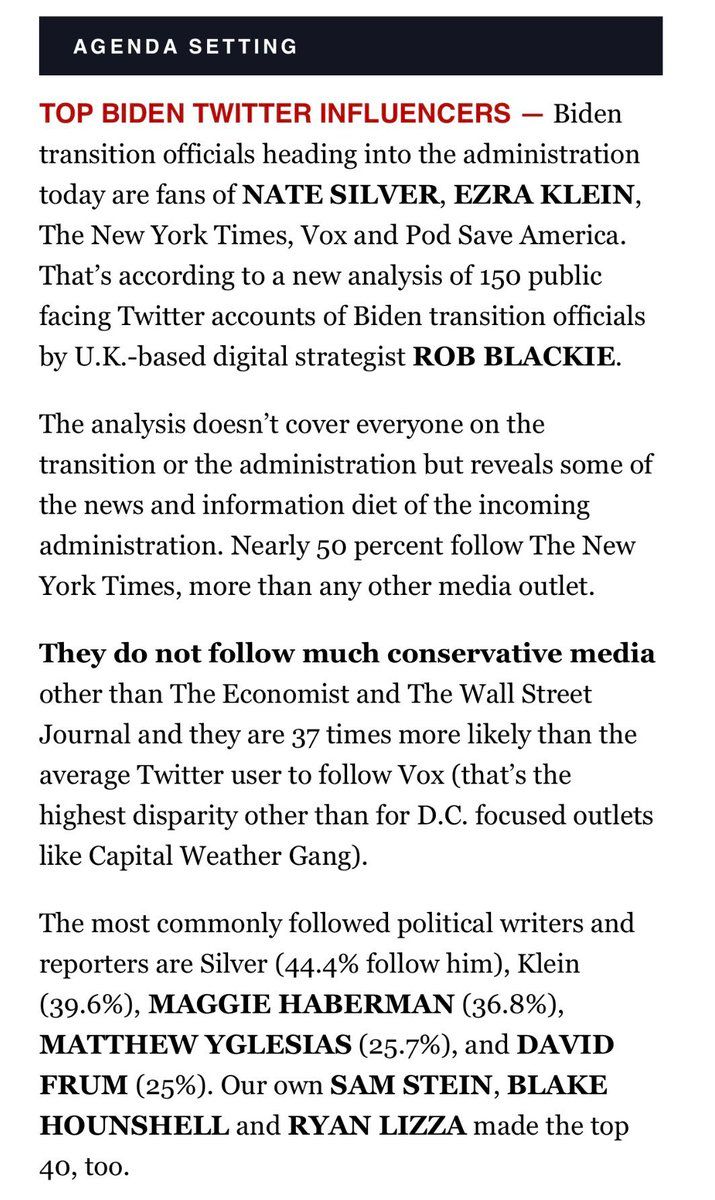 AGENDA SETTING
TOP BIDEN TWITTER INFLUENCERS — Biden
transition officials heading into the administration
today are fans of NATE SILVER, EZRA KLEIN,
The New York Times, Vox and Pod Save America.
That’s according to a new analysis of 150 public
facing Twitter accounts of Biden transition officials
by U.K.-based digital strategist ROB BLACKIE.
The analysis doesn’t cover everyone on the
transition or the administration but reveals some of
the news and information diet of the incoming
administration. Nearly 50 percent follow The New
York Times, more than any other media outlet.
They do not follow much conservative media
other than The Economist and The Wall Street
Journal and they are 37 times more likely than the
average Twitter user to follow Vox (that’s the
highest disparity other than for D.C. focused outlets
like Capital Weather Gang).
The most commonly followed political writers and
reporters are Silver (44.4% follow him), Klein
(39.6%), MAGGIE HABERMAN (36.8%),
MATTHEW YGLESIAS (25.7%), and DAVID
FRUM (25%). Our own SAM STEIN, BLAKE
HOUNSHELL and RYAN LIZZA made the top
40, too.